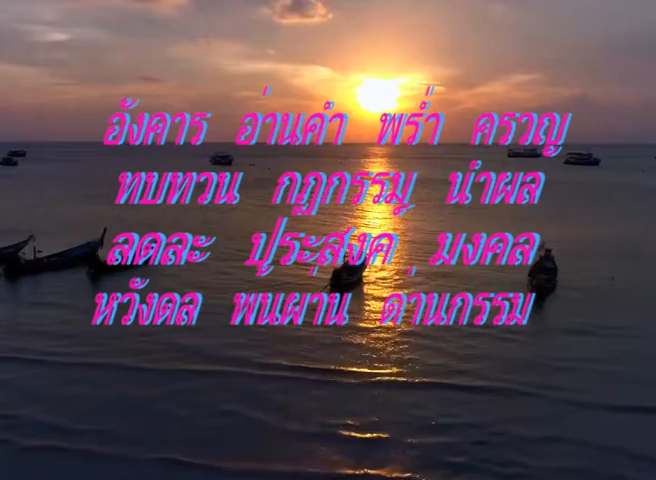 อังคาร อ่านคำ พร่ำ ครวญ
ทบทวน กฎกรรม นำผล
ลดละ ประสงค์ มงคล
หวังดล พ้นผ่าน ด่านกรรม